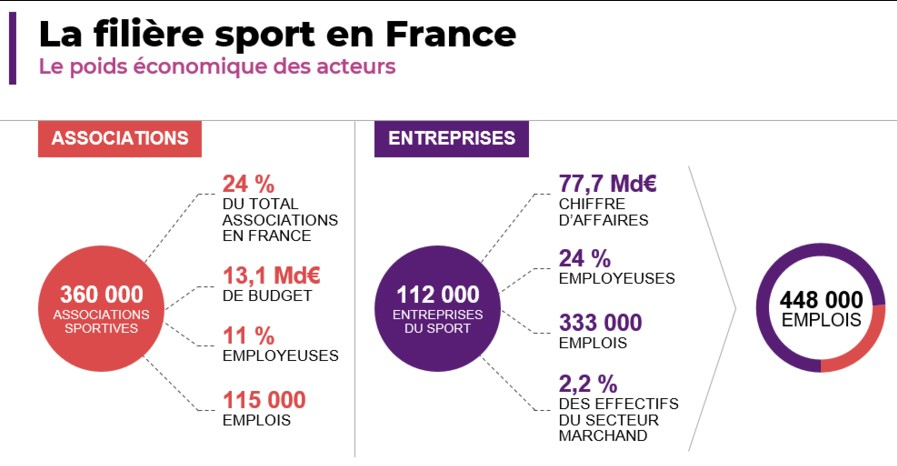 La filière sport en France
Le poids économique des acteurs
ASSOCIATIONS
360 000
ASSOCIATIONS
SPORTIVES
24 %
DU TOTAL
ASSOCIATIONS
EN FRANCE
13,1 Md€
DE BUDGET
11 %
EMPLOYEUSES
115 000
EMPLOIS
ENTREPRISES
112 000
ENTREPRISES
DU SPORT
77,7 Md€
CHIFFRE
D'AFFAIRES
24 %
EMPLOYEUSES
333 000
EMPLOIS
2,2 %
DES EFFECTIFS
DU SECTEUR
MARCHAND
448 000
EMPLOIS